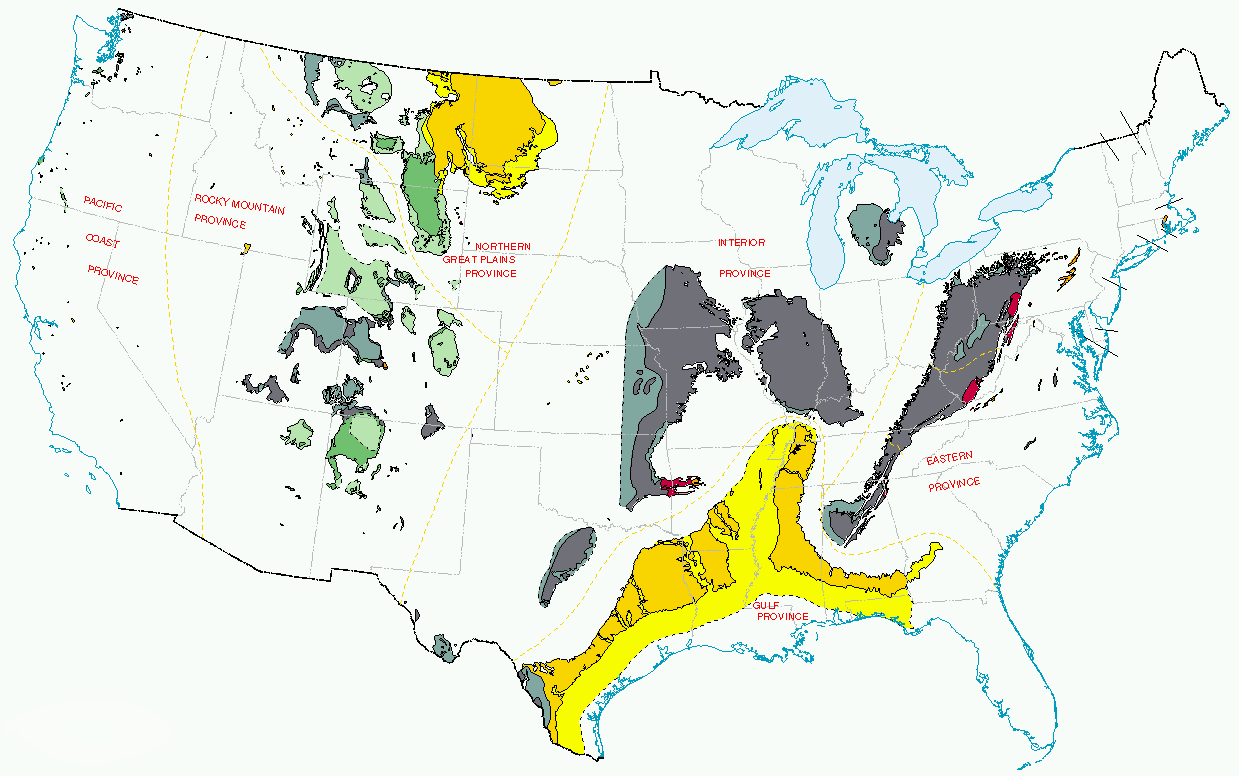 PACIFIC
COAST
PROVINCE
ROCKY MOUNTAIN
PROVINCE
NORTHERN
GREAT PLAINS
PROVINCE
INTERIOR
PROVINCE
EASTERN
PROVINCE
GULF
PROVINCE